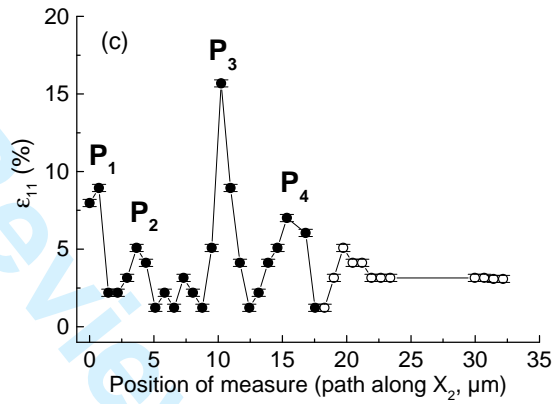 (c)
20
15
10
5
0
ε₁₁ (%)
P₁
P₂
P₃
P₄
0 5 10 15 20 25 30 35
Position of measure (path along X₂, μm)
eview